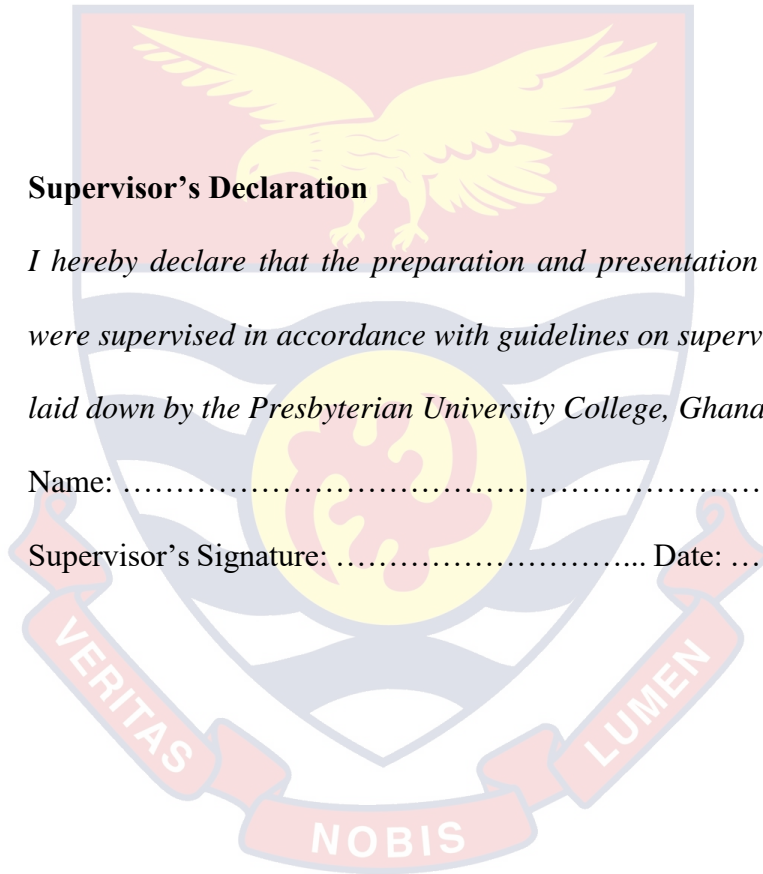 Supervisor’s Declaration
I hereby declare that the preparation and presentation
were supervised in accordance with guidelines on superv
laid down by the Presbyterian University College, Ghana
Name: ……………………………………………………
Supervisor’s Signature: ………………………... Date: …
VERITAS
NOBIS
LUMEN